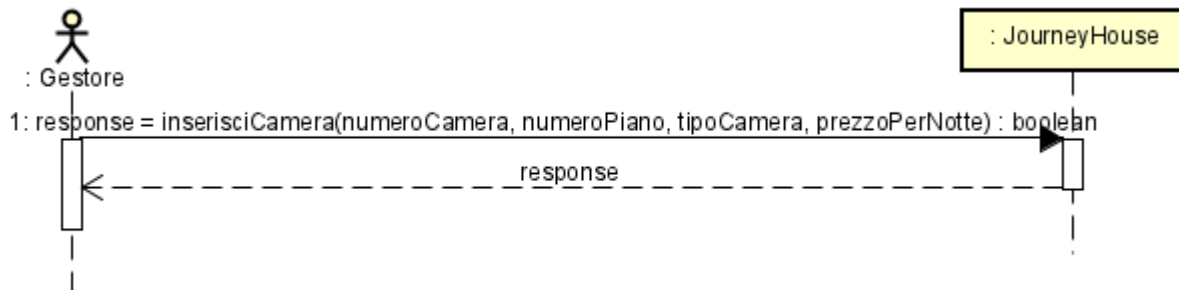 : Gestore
: JourneyHouse
1: response = inserisciCamera(numeroCamera, numeroPiano, tipoCamera, prezzoPerNotte) : boolean
response